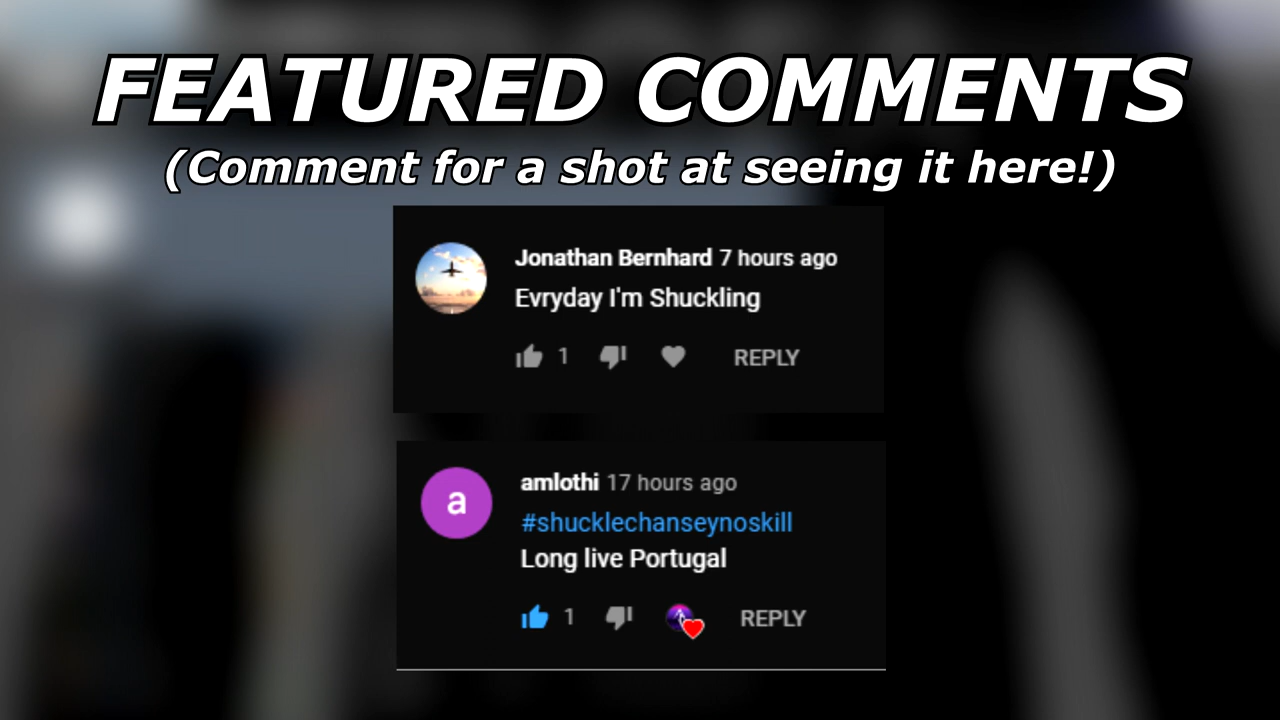 FEATURED COMMENTS
(Comment for a shot at seeing it here!)
Jonathan Bernhard 7 hours ago
Evryday I'm Shuckling
1 REPLY
a
amlothi 17 hours ago
#shucklechanseynoskill
Long live Portugal
1 REPLY